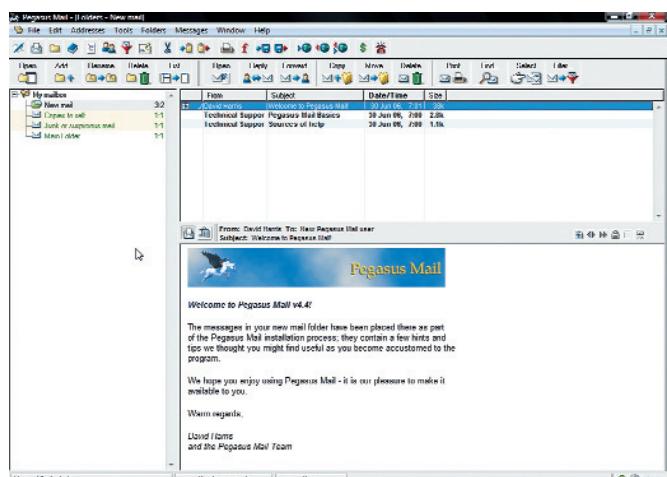 Pegasus Mail - [Folders - New mail]
File Edit Addresses Tools Folders Messages Window Help
Open Add Rename Delete List Open Reply Forward Copy Move Delete Print Find Select Filter
My mailbox
New mail 3:2
Copies to self 1:1
Junk or suspicious mail 1:1
Main Folder 1:1
From Subject Date/Time Size
David Harris Welcome to Pegasus Mail 30 Jun 06, 7:01 38k
Technical Suppor Pegasus Mail Basics 30 Jun 06, 7:00 2.8k
Technical Suppor Sources of help 30 Jun 06, 7:00 1.1k
From: David Harris To: New Pegasus Mail user
Subject: Welcome to Pegasus Mail
Pegasus Mail
Welcome to Pegasus Mail v4.4!
The messages in your new mail folder have been placed there as part
of the Pegasus Mail installation process; they contain a few hints and
tips we thought you might find useful as you become accustomed to the
program.
We hope you enjoy using Pegasus Mail - it is our pleasure to make it
available to you.
Warm regards,
David Harris
and the Pegasus Mail Team